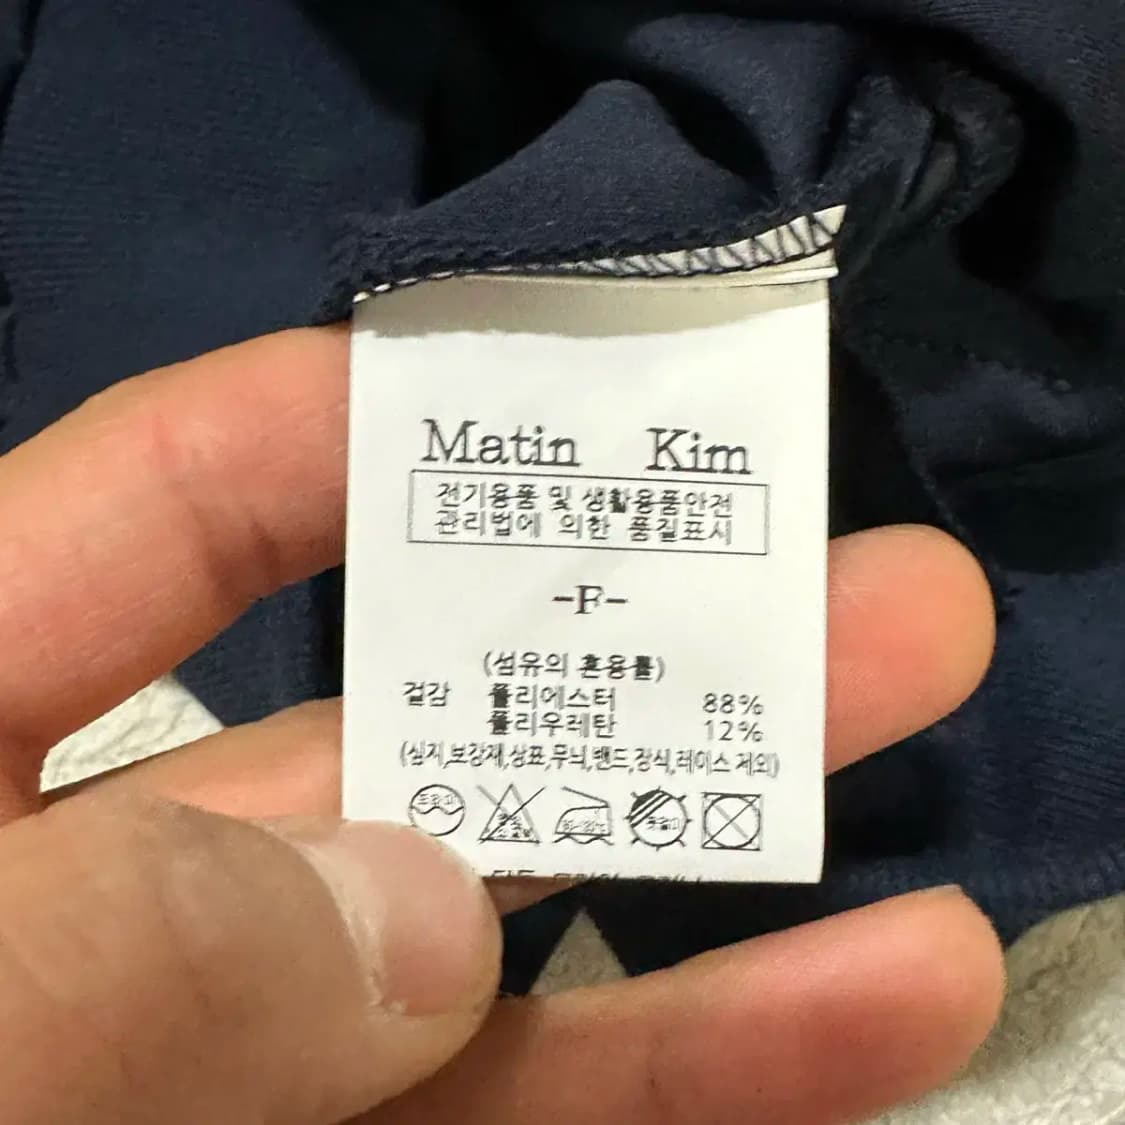 Matin Kim
전기용품 및 생활용품안전
관리법에 의한 품질표시
-F-
(섬유의 혼용률)
겉감 폴리에스터 88%
폴리우레탄 12%
(심지,보강재,상표,무늬,밴드,장식,레이스 제외)